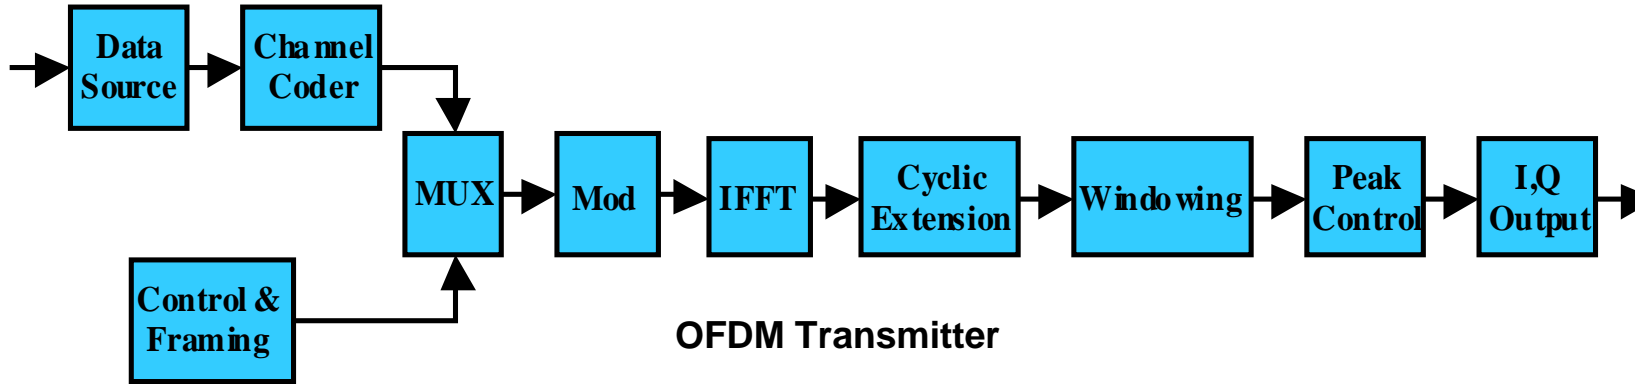 Data
Source
Channel
Coder
MUX
Mod
IFFT
Cyclic
Extension
Windowing
Peak
Control
I,Q
Output
Control &
Framing
OFDM Transmitter